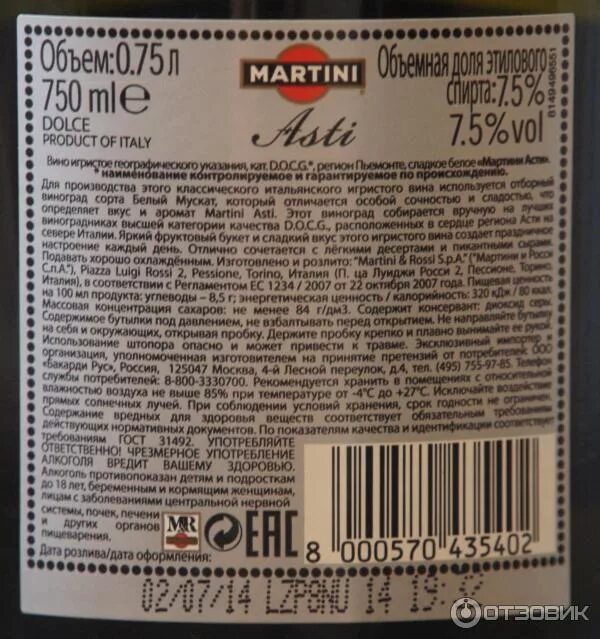 Объем:0.75л
750 ml e
DOLCE
PRODUCT OF ITALY
MARTINI
Asti
Объемная доля этилового
спирта:7.5%
7.5%vol
8149496551
Вино игристое географического указания, кат. D.O.C.G.*, регион Пьемонте, сладкое белое «Мартини Асти».
* наименование контролируемое и гарантируемое по происхождению.
Для производства этого классического итальянского игристого вина используется отборный
виноград сорта Белый Мускат, который отличается особой сочностью и сладостью, что
определяет вкус и аромат Martini Asti. Этот виноград собирается вручную на лучших
виноградниках высшей категории качества D.O.C.G., расположенных в сердце региона Асти на
севере Италии. Яркий фруктовый букет и сладкий вкус этого игристого вина создает праздничное
настроение каждый день. Отлично сочетается с лёгкими десертами и пикантными сырами.
Подавать хорошо охлаждённым. Изготовлено и розлито: "Martini & Rossi S.p.A." ("Мартини и Росси
С.п.А."), Piazza Luigi Rossi 2, Pessione, Torino, Италия (П. ца Луиджи Росси 2, Пессионе, Торино,
Италия), в соответствии с Регламентом ЕС 1234 / 2007 от 22 октября 2007 года. Пищевая ценность
на 100 мл продукта: углеводы – 8,5 г; энергетическая ценность / калорийность: 320 кДж / 80 ккал.
Массовая концентрация сахаров: не менее 84 г/дм3. Содержит консервант: диоксид серы.
Содержимое бутылки под давлением, не взбалтывать перед открытием. Не направляйте бутылку
на себя и окружающих, открывая пробку. Держите пробку крепко и плавно вынимайте ее рукой.
Использование штопора опасно и может привести к травме. Эксклюзивный импортер и
организация, уполномоченная изготовителем на принятие претензий от потребителей: ООО
«Бакарди Рус», Россия, 125047 Москва, 4-й Лесной переулок, д.4, тел. (495) 755-97-85. Телефон
службы потребителей: 8-800-3330700. Рекомендуется хранить в помещениях с относительной
влажностью воздуха не выше 85% при температуре от -4°С до +27°С. Исключайте воздействие
прямых солнечных лучей. При соблюдении условий хранения, срок годности не ограничен.
Содержание вредных для здоровья веществ соответствует обязательным требованиям
действующих нормативных документов. По показателям качества и идентификации соответствует
требованиям ГОСТ 31492. УПОТРЕБЛЯЙТЕ
ОТВЕТСТВЕННО! ЧРЕЗМЕРНОЕ УПОТРЕБЛЕНИЕ
АЛКОГОЛЯ ВРЕДИТ ВАШЕМУ ЗДОРОВЬЮ.
Алкоголь противопоказан детям и подросткам
до 18 лет, беременным и кормящим женщинам,
лицам с заболеваниями центральной нервной
системы, почек, печени
и других органов
пищеварения.
M&R
EAC
Дата розлива/дата оформления:
8 000570 435402
02/07/14 LZP8NU 14 19:
ОТЗОВИК